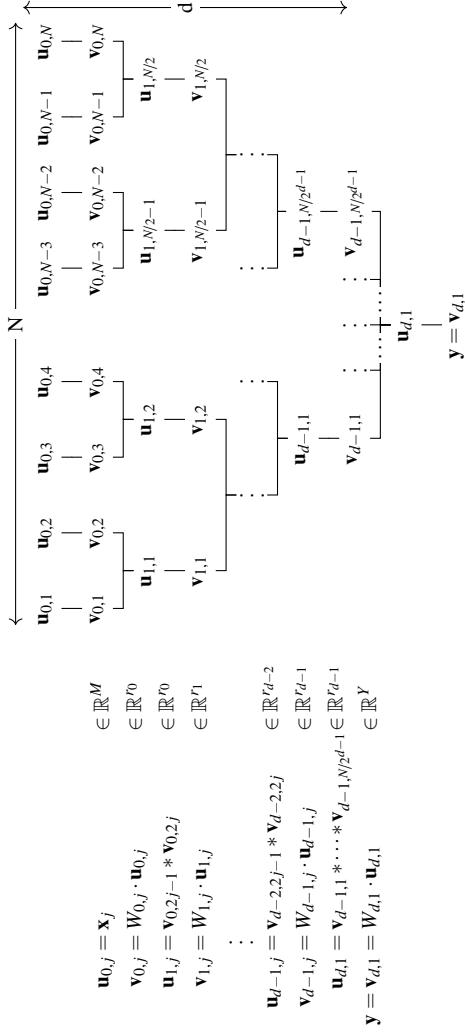 N
d
u_{0,1} u_{0,2} u_{0,3} u_{0,4} u_{0,N−3} u_{0,N−2} u_{0,N−1} u_{0,N}
v_{0,1} v_{0,2} v_{0,3} v_{0,4} v_{0,N−3} v_{0,N−2} v_{0,N−1} v_{0,N}
u_{1,1} u_{1,2} u_{1,N/2−1} u_{1,N/2}
v_{1,1} v_{1,2} v_{1,N/2−1} v_{1,N/2}
u_{d−1,1} u_{d−1,N/2^{d−1}}
v_{d−1,1} v_{d−1,N/2^{d−1}}
u_{d,1}
y = v_{d,1}
u_{0,j} = x_j ∈ ℝ^M
v_{0,j} = W_{0,j} · u_{0,j} ∈ ℝ^{r_0}
u_{1,j} = v_{0,2j−1} * v_{0,2j} ∈ ℝ^{r_0}
v_{1,j} = W_{1,j} · u_{1,j} ∈ ℝ^{r_1}
⋯
u_{d−1,j} = v_{d−2,2j−1} * v_{d−2,2j} ∈ ℝ^{r_{d−2}}
v_{d−1,j} = W_{d−1,j} · u_{d−1,j} ∈ ℝ^{r_{d−1}}
u_{d,1} = v_{d−1,1} * ⋯ * v_{d−1,N/2^{d−1}} ∈ ℝ^{r_{d−1}}
y = v_{d,1} = W_{d,1} · u_{d,1} ∈ ℝ^Y